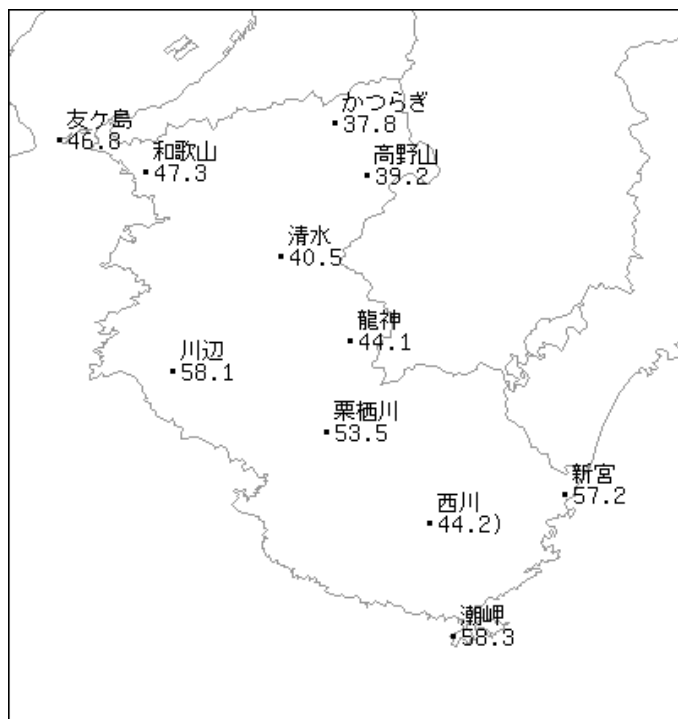 かつらぎ
37.8
友ケ島
46.8
和歌山
47.3
高野山
39.2
清水
40.5
龍神
44.1
川辺
58.1
栗栖川
53.5
新宮
57.2
西川
44.2)
潮岬
58.3